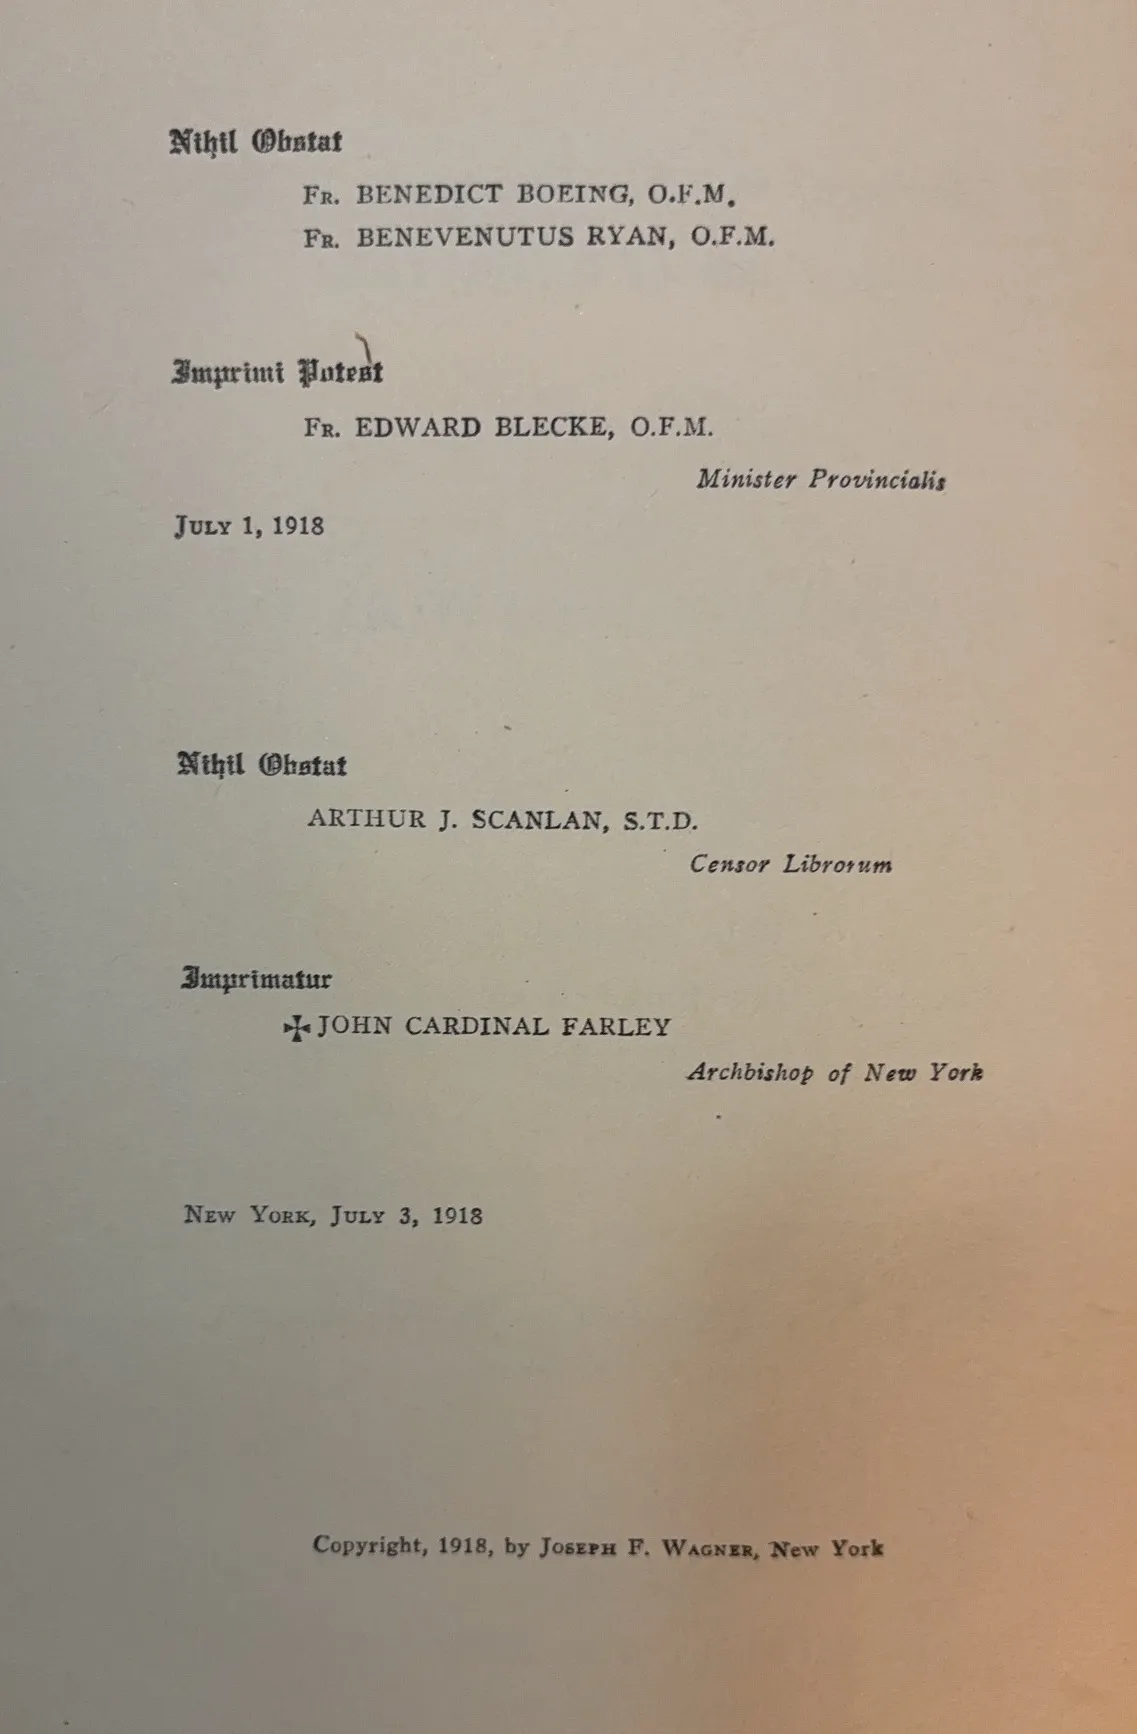 Nihil Obstat
Fr. BENEDICT BOEING, O.F.M.
Fr. BENEVENUTUS RYAN, O.F.M.
Imprimi Potest
Fr. EDWARD BLECKE, O.F.M.
Minister Provincialis
July 1, 1918
Nihil Obstat
ARTHUR J. SCANLAN, S.T.D.
Censor Librorum
Imprimatur
✠ JOHN CARDINAL FARLEY
Archbishop of New York
New York, July 3, 1918
Copyright, 1918, by Joseph F. Wagner, New York